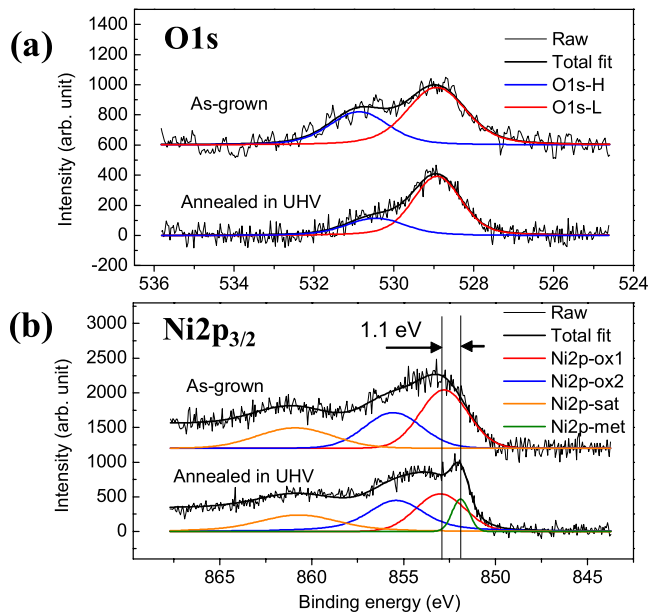 (a)
O1s
Intensity (arb. unit)
1400
1200
1000
800
600
400
200
0
-200
Raw
Total fit
O1s-H
O1s-L
As-grown
Annealed in UHV
536
534
532
530
528
526
524
(b)
Ni2p3/2
Intensity (arb. unit)
3000
2500
2000
1500
1000
500
0
1.1 eV
Raw
Total fit
Ni2p-ox1
Ni2p-ox2
Ni2p-sat
Ni2p-met
As-grown
Annealed in UHV
865
860
855
850
845
Binding energy (eV)